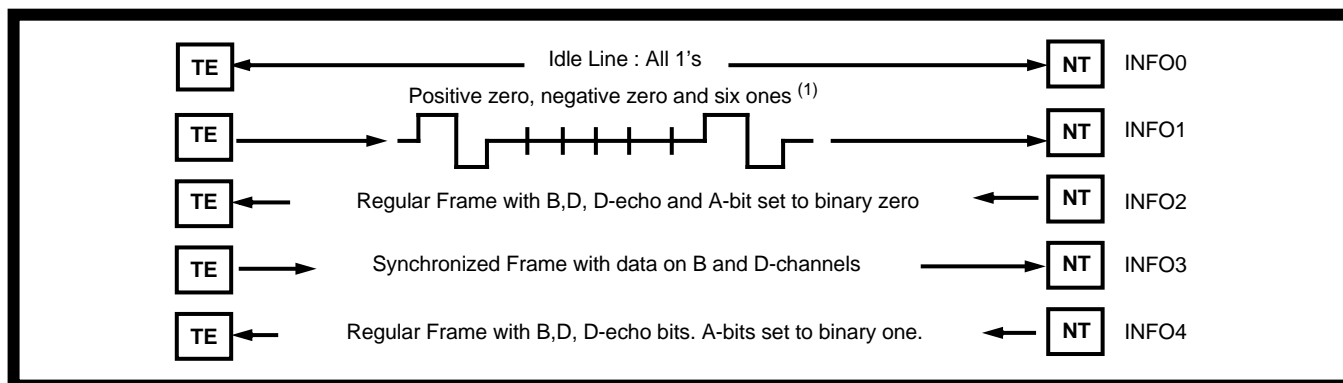 TE Idle Line : All 1's NT INFO0
Positive zero, negative zero and six ones (1)
TE NT INFO1
TE Regular Frame with B,D, D-echo and A-bit set to binary zero NT INFO2
TE Synchronized Frame with data on B and D-channels NT INFO3
TE Regular Frame with B,D, D-echo bits. A-bits set to binary one. NT INFO4